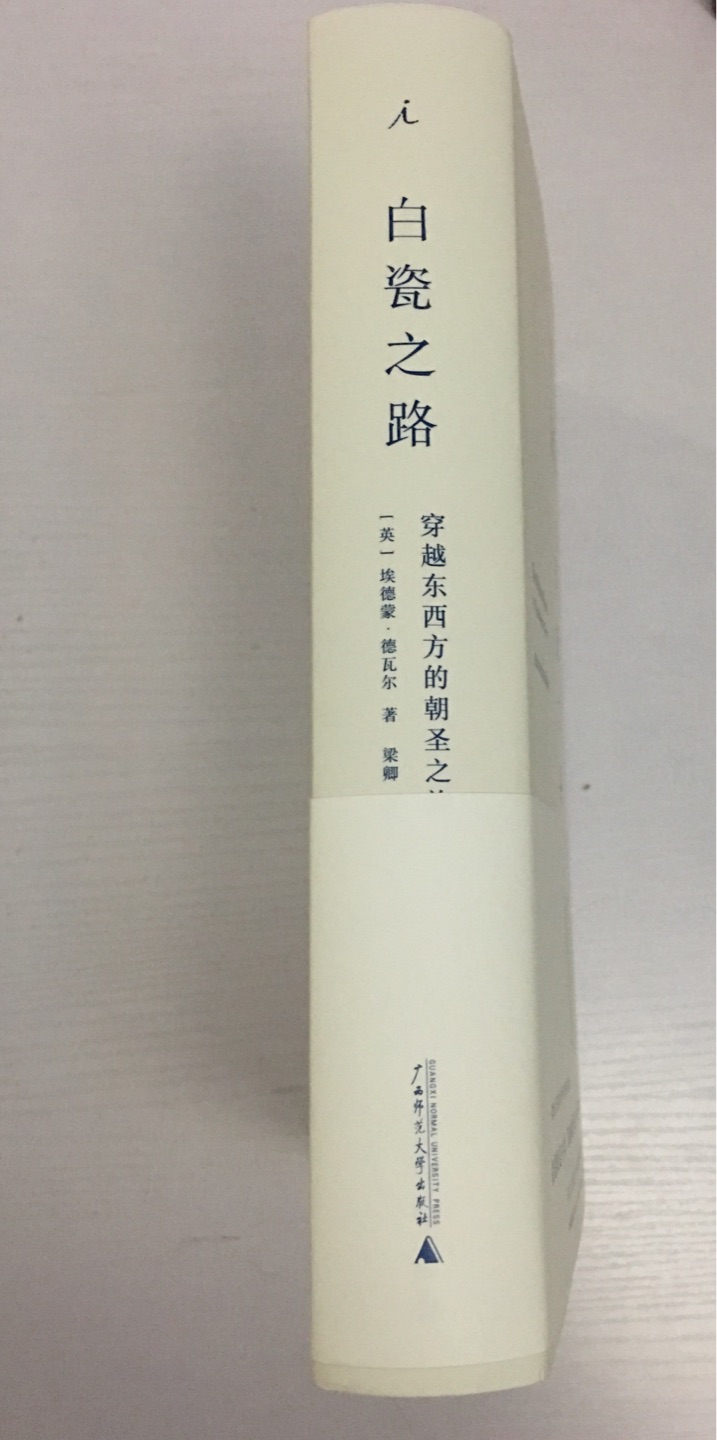 i
白瓷之路
穿越东西方的朝圣之
[英] 埃德蒙·德瓦尔 著 梁卿
广西师范大学出版社
GUANGXI NORMAL UNIVERSITY PRESS